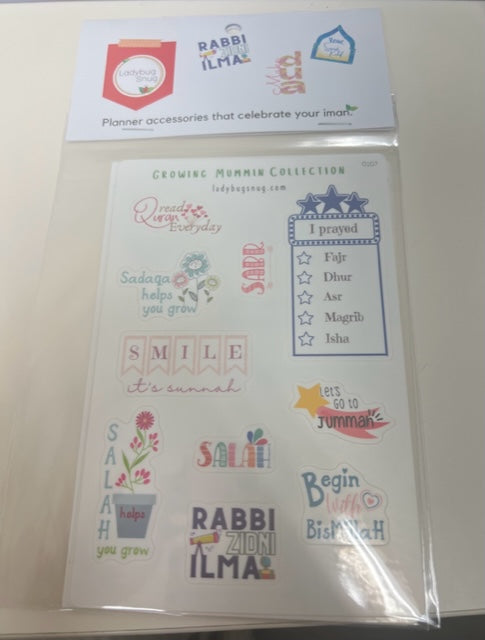 Ladybug
Snug
RABBI
ZIDNI
ILMA
Make
dua
Read
Planner accessories that celebrate your iman.
GROWING MUMMIN COLLECTION
ladybugsnug.com
read
Quran
Everyday
SABR
I prayed
Fajr
Dhur
Asr
Magrib
Isha
Sadaqa
helps
you grow
SMILE
it's sunnah
Let's
GO TO
JUMMAH
SALAH
helps
you grow
SALAH
RABBI
ZIDNI
ILMA
Begin
with
BisMillaH